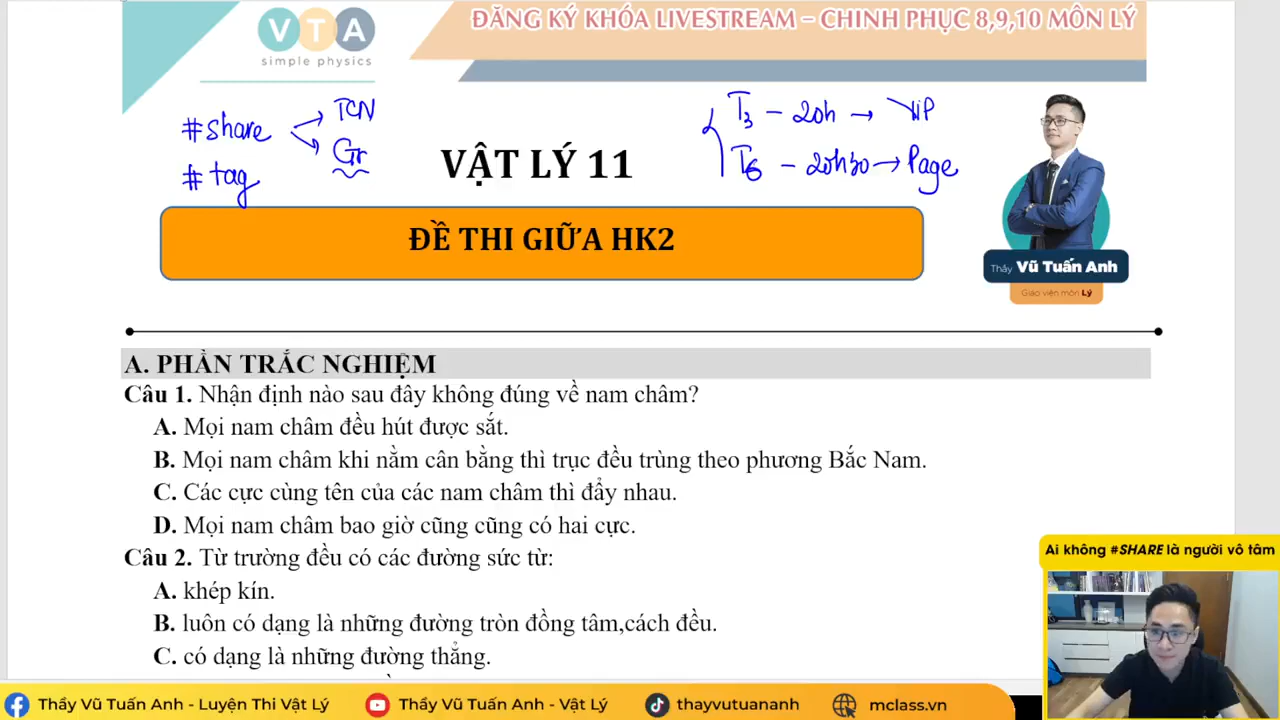 VTA
simple physics
ĐĂNG KÝ KHÓA LIVESTREAM – CHINH PHỤC 8,9,10 MÔN LÝ
#share
TCN
Gr
#tag
T3 – 20h → VIP
T6 – 20h30 → Page
VẬT LÝ 11
ĐỀ THI GIỮA HK2
Thầy Vũ Tuấn Anh
Giáo viên môn Lý
A. PHẦN TRẮC NGHIỆM
Câu 1. Nhận định nào sau đây không đúng về nam châm?
A. Mọi nam châm đều hút được sắt.
B. Mọi nam châm khi nằm cân bằng thì trục đều trùng theo phương Bắc Nam.
C. Các cực cùng tên của các nam châm thì đẩy nhau.
D. Mọi nam châm bao giờ cũng cũng có hai cực.
Câu 2. Từ trường đều có các đường sức từ:
A. khép kín.
B. luôn có dạng là những đường tròn đồng tâm,cách đều.
C. có dạng là những đường thẳng.
Ai không #SHARE là người vô tâm
Thầy Vũ Tuấn Anh - Luyện Thi Vật Lý
Thầy Vũ Tuấn Anh - Vật Lý
thayvutuananh
mclass.vn